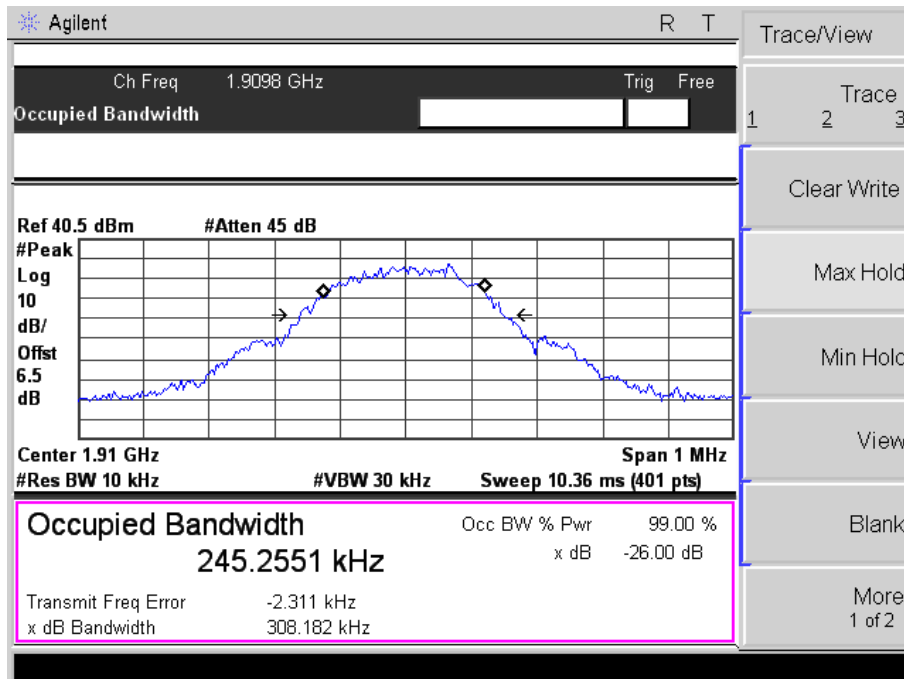 Agilent R T Trace/View
Ch Freq 1.9098 GHz Trig Free
Occupied Bandwidth
Trace
1 2 3
Clear Write
Ref 40.5 dBm #Atten 45 dB
#Peak
Log
10
dB/
Offst
6.5
dB
Max Hold
Min Hold
View
Center 1.91 GHz Span 1 MHz
#Res BW 10 kHz #VBW 30 kHz Sweep 10.36 ms (401 pts)
Occupied Bandwidth Occ BW % Pwr 99.00 %
245.2551 kHz x dB -26.00 dB
Transmit Freq Error -2.311 kHz
x dB Bandwidth 308.182 kHz
Blank
More
1 of 2